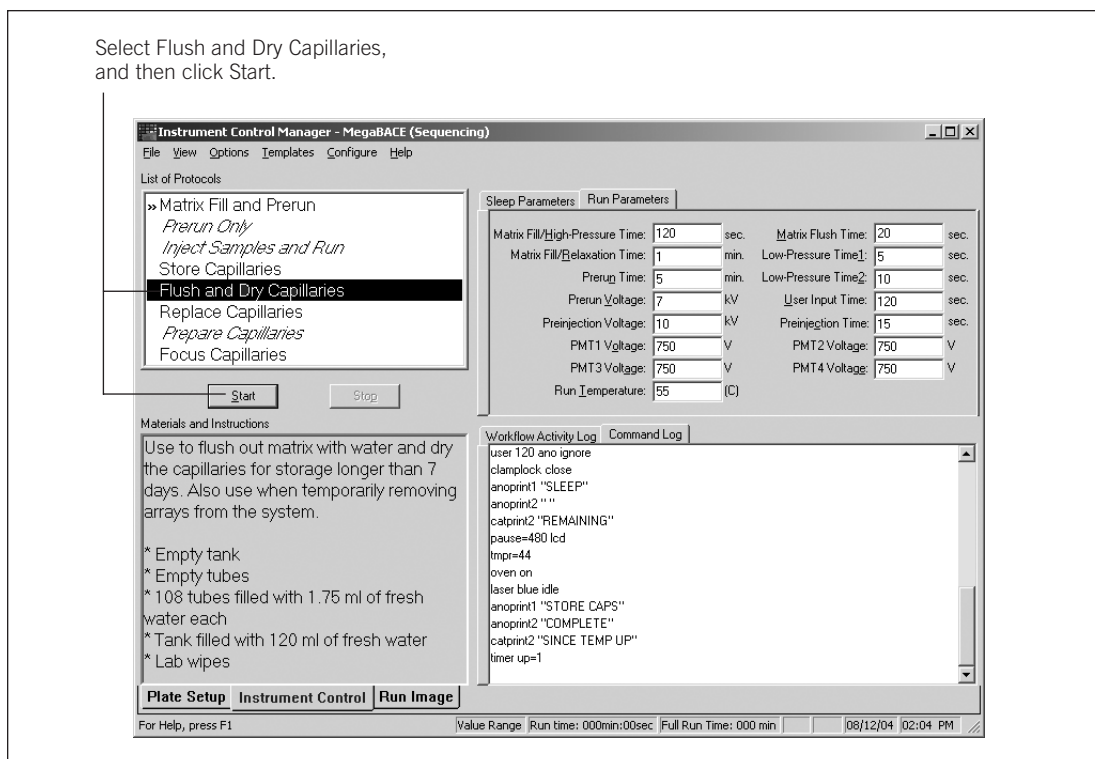 Select Flush and Dry Capillaries,
and then click Start.
Instrument Control Manager - MegaBACE (Sequencing)
File View Options Templates Configure Help
List of Protocols
» Matrix Fill and Prerun
Prerun Only
Inject Samples and Run
Store Capillaries
Flush and Dry Capillaries
Replace Capillaries
Prepare Capillaries
Focus Capillaries
Start Stop
Materials and Instructions
Use to flush out matrix with water and dry
the capillaries for storage longer than 7
days. Also use when temporarily removing
arrays from the system.
* Empty tank
* Empty tubes
* 108 tubes filled with 1.75 ml of fresh
water each
* Tank filled with 120 ml of fresh water
* Lab wipes
Sleep Parameters Run Parameters
Matrix Fill/High-Pressure Time: 120 sec. Matrix Flush Time: 20 sec.
Matrix Fill/Relaxation Time: 1 min. Low-Pressure Time1: 5 sec.
Prerun Time: 5 min. Low-Pressure Time2: 10 sec.
Prerun Voltage: 7 kV User Input Time: 120 sec.
Preinjection Voltage: 10 kV Preinjection Time: 15 sec.
PMT1 Voltage: 750 V PMT2 Voltage: 750 V
PMT3 Voltage: 750 V PMT4 Voltage: 750 V
Run Temperature: 55 (C)
Workflow Activity Log Command Log
user 120 ano ignore
clamplock close
anoprint1 "SLEEP"
anoprint2 " "
catprint2 "REMAINING"
pause=480 lcd
tmpr=44
oven on
laser blue idle
anoprint1 "STORE CAPS"
anoprint2 "COMPLETE"
catprint2 "SINCE TEMP UP"
timer up=1
Plate Setup Instrument Control Run Image
For Help, press F1 Value Range Run time: 000min:00sec Full Run Time: 000 min 08/12/04 02:04 PM